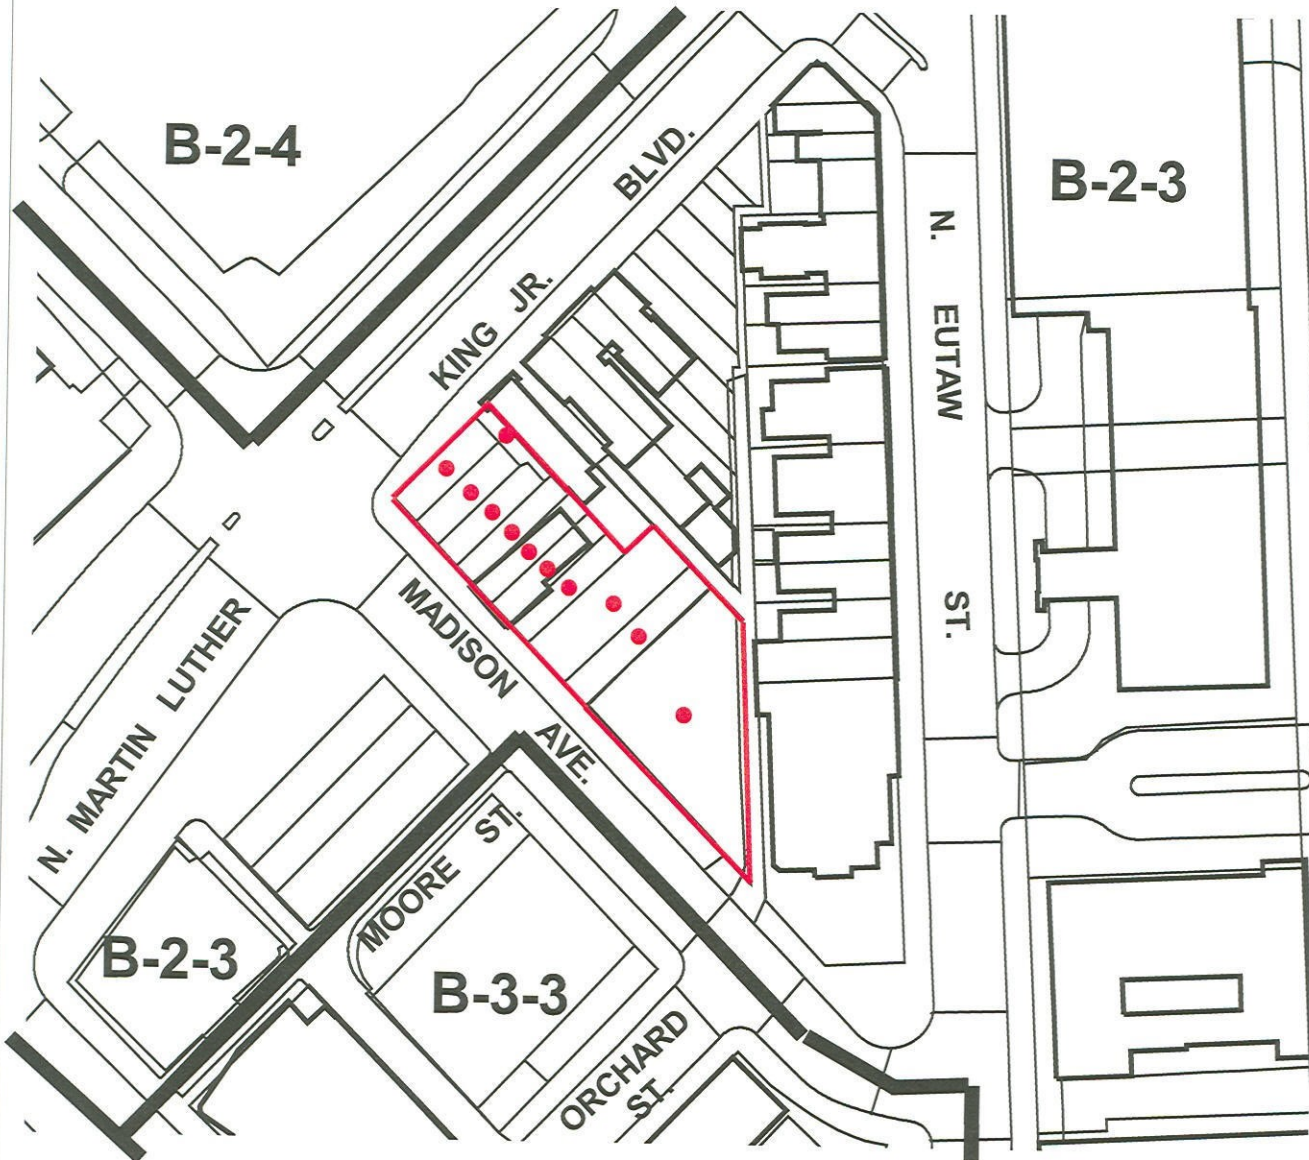 B-2-4
BLVD.
B-2-3
N. EUTAW ST.
KING JR.
N. MARTIN LUTHER
MADISON AVE.
MOORE ST.
B-2-3
B-3-3
ORCHARD
ST.